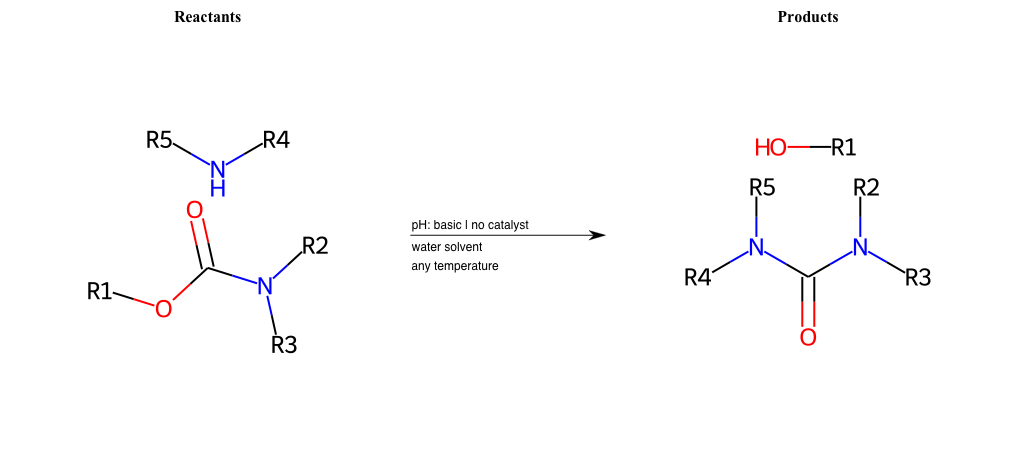 Reactants
Products
R5
R4
N
H
O
R1
O
N
R2
R3
pH: basic | no catalyst
water solvent
any temperature
HO
R1
R5
R2
R4
N
N
R3
O